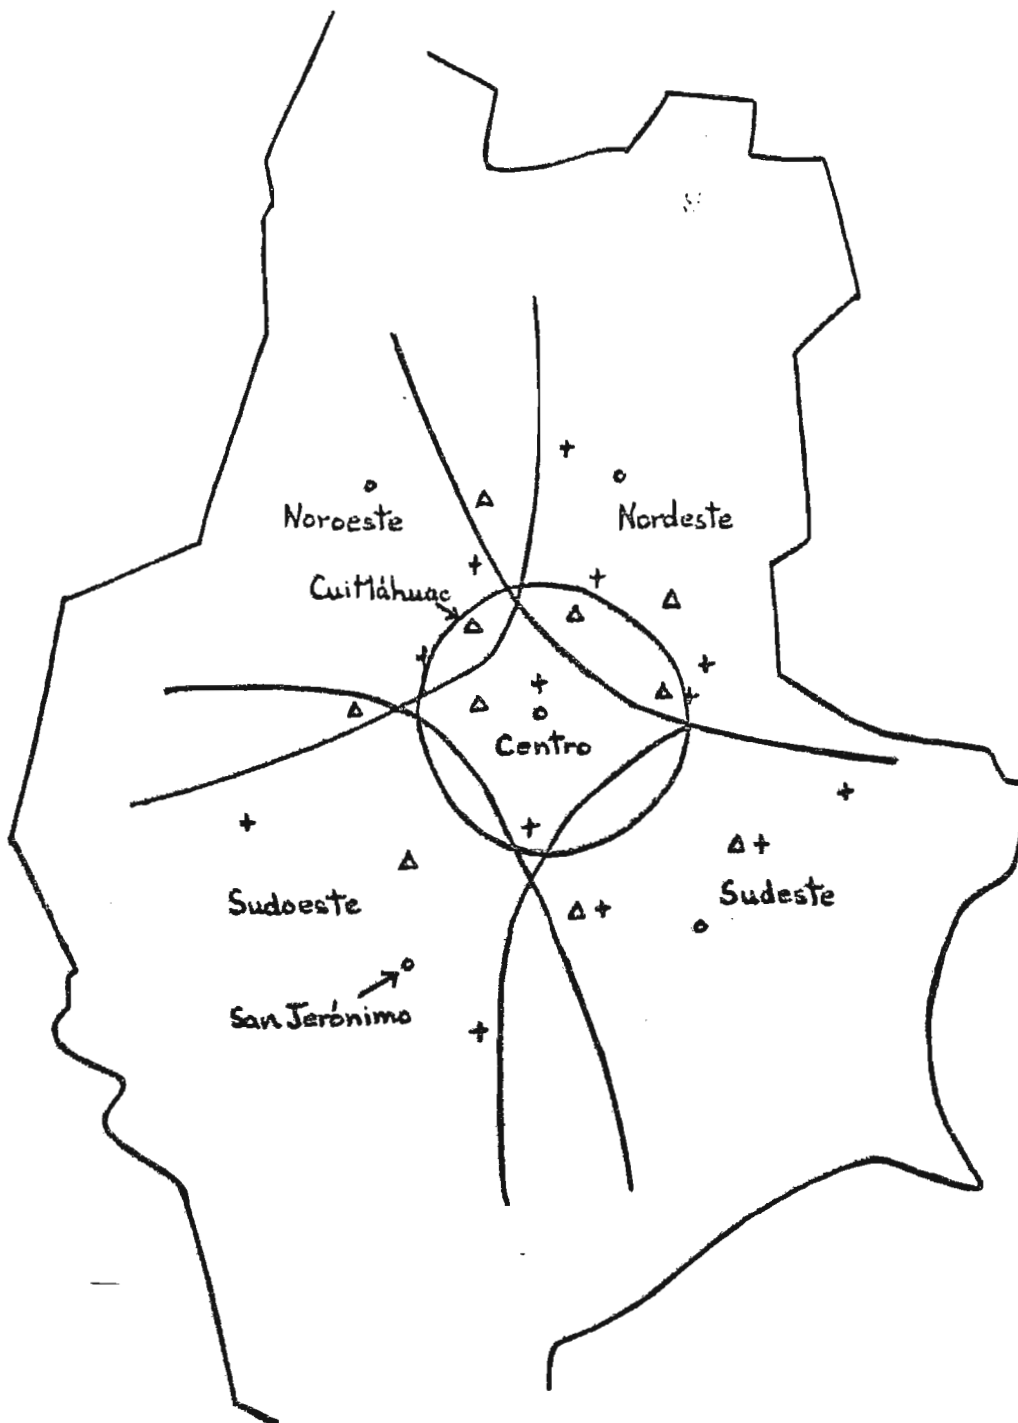 Noroeste
Nordeste
Cuitláhuac
Centro
Sudoeste
Sudeste
San Jerónimo